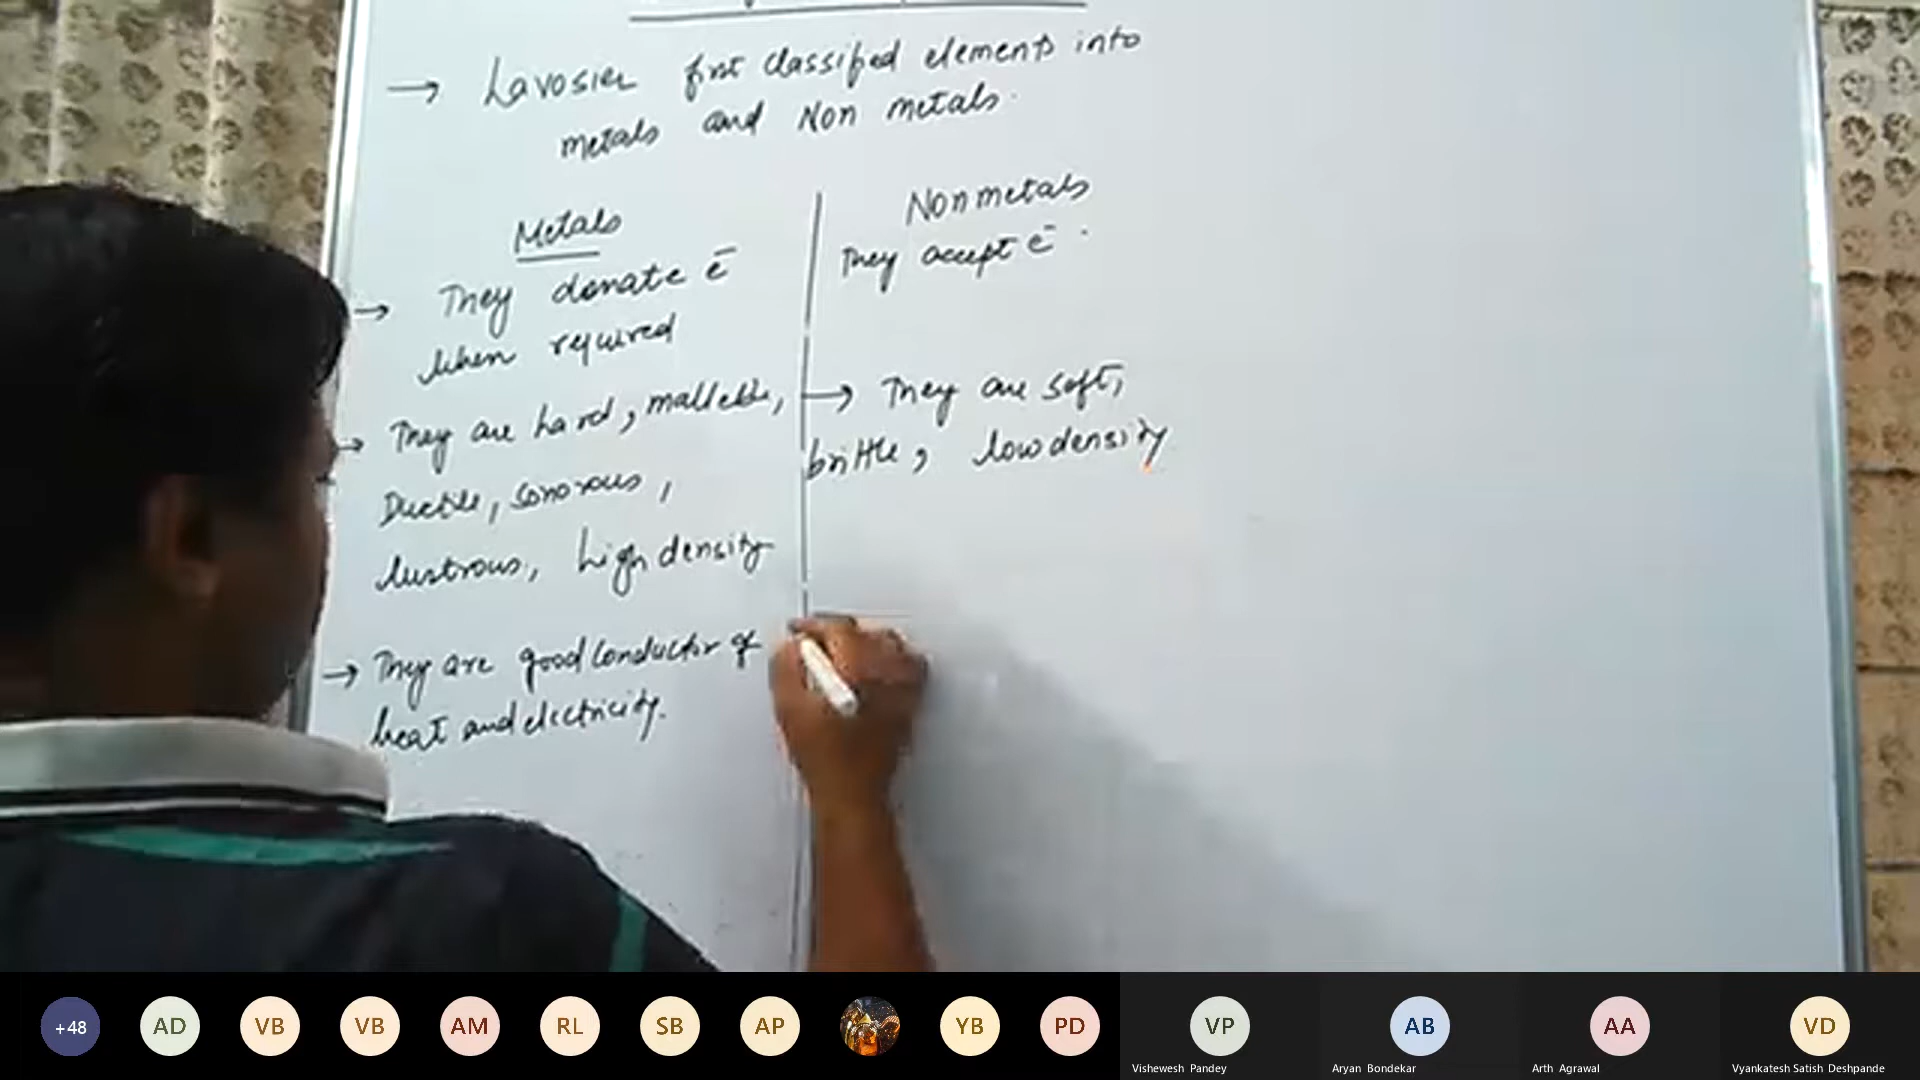 → Lavosier first classified elements into
metals and Non metals.
Metals
→ They donate e⁻
when required
→ They are hard, malleble,
Ductile, sonorous,
lustrous, high density
→ They are good conductor of
heat and electricity.
Nonmetals
They accept e⁻.
→ They are soft,
brittle, low density
+48
AD
VB
VB
AM
RL
SB
AP
YB
PD
VP
AB
AA
VD
Vishewesh Pandey
Aryan Bondekar
Arth Agrawal
Vyankatesh Satish Deshpande